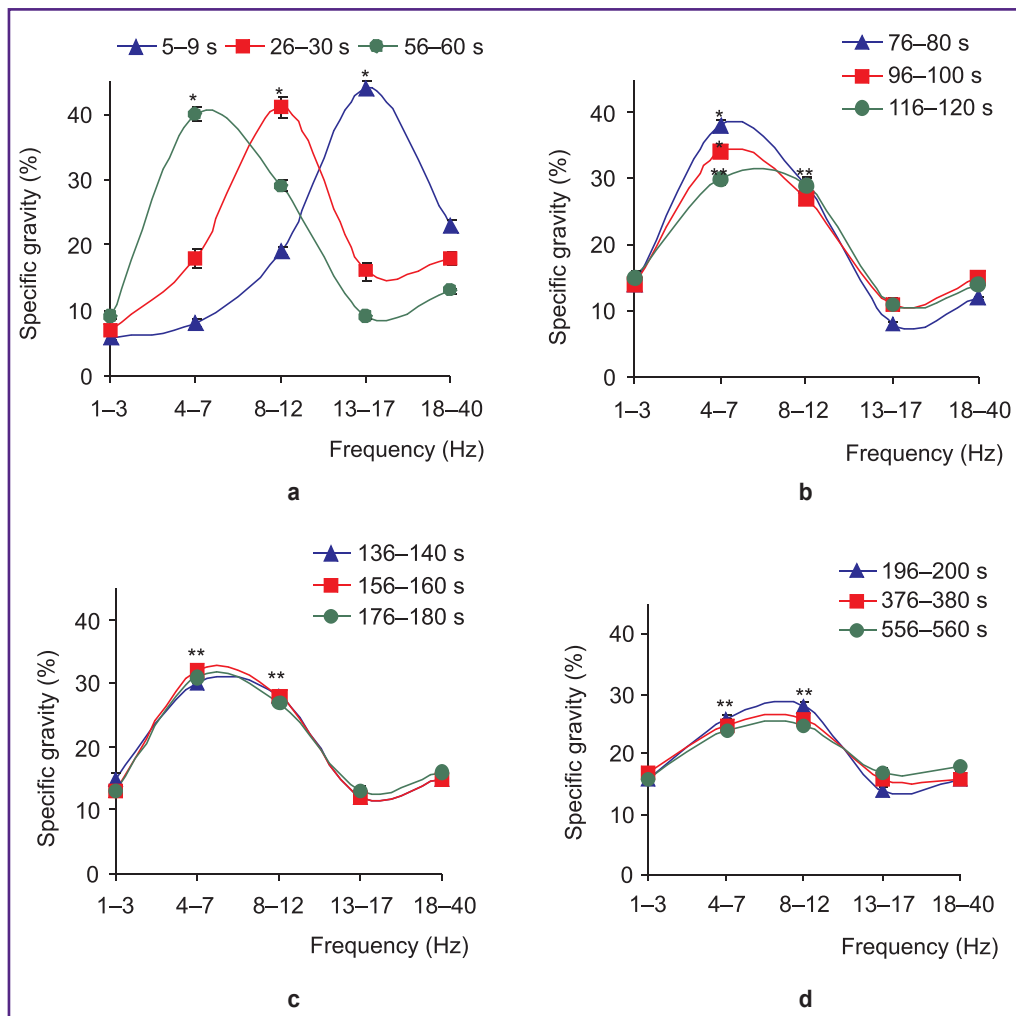 5–9 s 26–30 s 56–60 s
*
*
*
Specific gravity (%)
40
30
20
10
0
1–3 4–7 8–12 13–17 18–40
Frequency (Hz)
a
76–80 s
96–100 s
116–120 s
*
*
** **
Specific gravity (%)
40
30
20
10
0
1–3 4–7 8–12 13–17 18–40
Frequency (Hz)
b
136–140 s
156–160 s
176–180 s
** **
Specific gravity (%)
40
30
20
10
0
1–3 4–7 8–12 13–17 18–40
Frequency (Hz)
c
196–200 s
376–380 s
556–560 s
** **
Specific gravity (%)
40
30
20
10
0
1–3 4–7 8–12 13–17 18–40
Frequency (Hz)
d